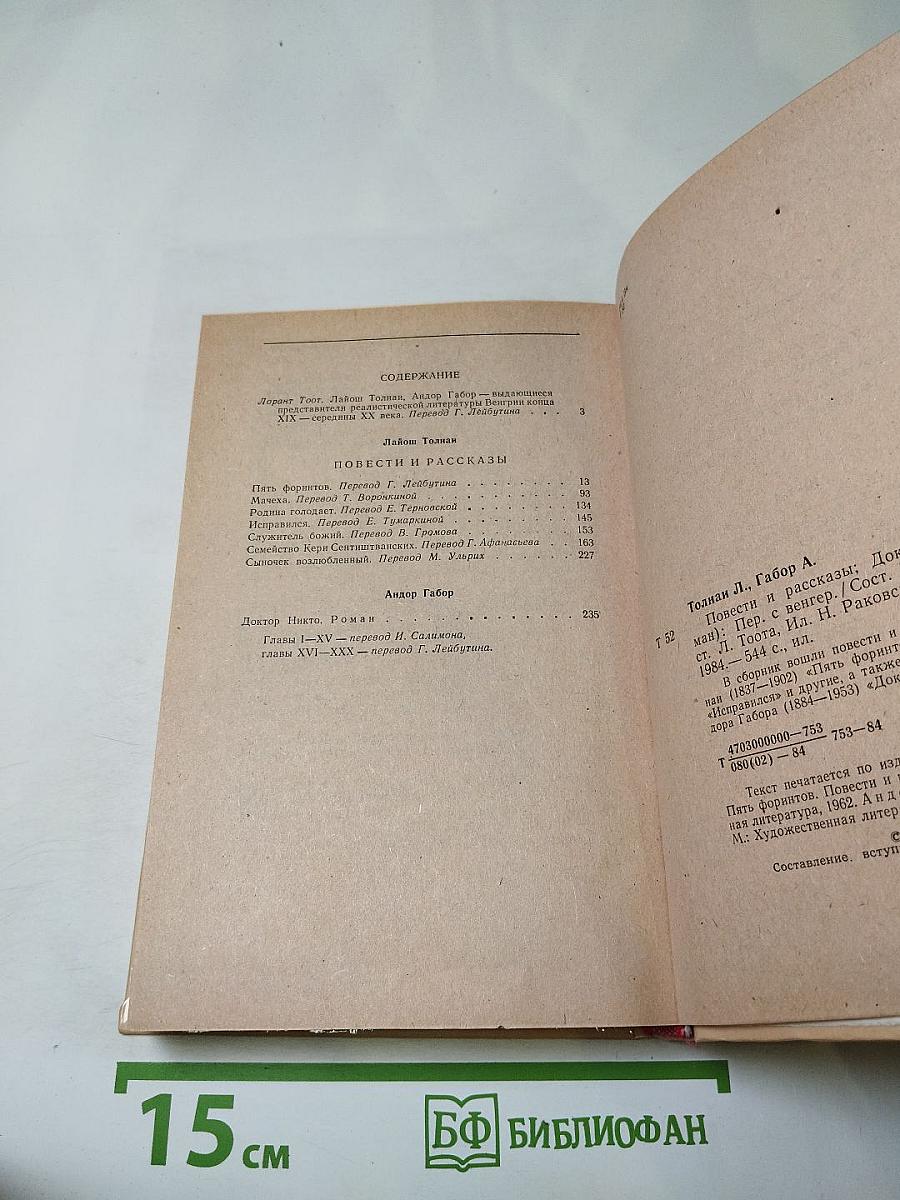 СОДЕРЖАНИЕ
Лорант Тоот. Лайош Толнаи, Андор Габор — выдающиеся
представители реалистической литературы Венгрии конца
XIX — середины XX века. Перевод Г. Лейбутина . . . 3
Лайош Толнаи
ПОВЕСТИ И РАССКАЗЫ
Пять форинтов. Перевод Г. Лейбутина . . . . . . . . 13
Мачеха. Перевод Т. Воронкиной . . . . . . . . . . . 93
Родина голодает. Перевод Е. Терновской . . . . . . . . 134
Исправился. Перевод Е. Тумаркиной . . . . . . . . . 145
Служитель божий. Перевод В. Громова . . . . . . . . 153
Семейство Кери Сентиштванских. Перевод Г. Афанасьева . . 163
Сыночек возлюбленный. Перевод М. Ульрих . . . . . . 227
Андор Габор
Доктор Никто. Роман . . . . . . . . . . . . . . 235
Главы I—XV — перевод И. Салимона,
главы XVI—XXX — перевод Г. Лейбутина.
Толнаи Л., Габор А.
Т 52
Повести и рассказы; Док
ман): Пер. с венгер. / Сост.
ст. Л. Тоота, Ил. Н. Раковс
1984.— 544 с., ил.
В сборник вошли повести и
наи (1837—1902) «Пять форинт
«Исправился» и другие, а также
дора Габора (1884—1953) «Док
Т 4703000000—753
080(02) — 84
753—84
Текст печатается по изд
Пять форинтов. Повести и
ная литература, 1962. Анд
М.: Художественная литер
©
Составление, вступ
15 см
БФ БИБЛИОФАН